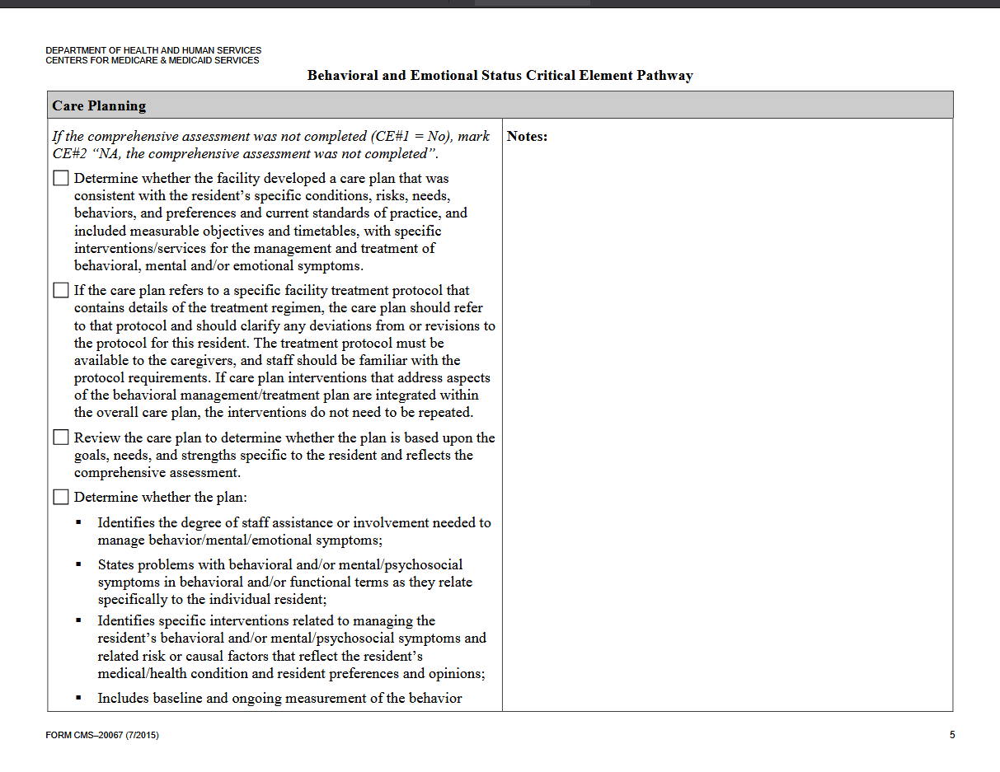 DEPARTMENT OF HEALTH AND HUMAN SERVICES
CENTERS FOR MEDICARE & MEDICAID SERVICES
Behavioral and Emotional Status Critical Element Pathway
Care Planning
If the comprehensive assessment was not completed (CE#1 = No), mark
CE#2 “NA, the comprehensive assessment was not completed”.
Determine whether the facility developed a care plan that was
consistent with the resident’s specific conditions, risks, needs,
behaviors, and preferences and current standards of practice, and
included measurable objectives and timetables, with specific
interventions/services for the management and treatment of
behavioral, mental and/or emotional symptoms.
If the care plan refers to a specific facility treatment protocol that
contains details of the treatment regimen, the care plan should refer
to that protocol and should clarify any deviations from or revisions to
the protocol for this resident. The treatment protocol must be
available to the caregivers, and staff should be familiar with the
protocol requirements. If care plan interventions that address aspects
of the behavioral management/treatment plan are integrated within
the overall care plan, the interventions do not need to be repeated.
Review the care plan to determine whether the plan is based upon the
goals, needs, and strengths specific to the resident and reflects the
comprehensive assessment.
Determine whether the plan:
▪ Identifies the degree of staff assistance or involvement needed to
manage behavior/mental/emotional symptoms;
▪ States problems with behavioral and/or mental/psychosocial
symptoms in behavioral and/or functional terms as they relate
specifically to the individual resident;
▪ Identifies specific interventions related to managing the
resident’s behavioral and/or mental/psychosocial symptoms and
related risk or causal factors that reflect the resident’s
medical/health condition and resident preferences and opinions;
▪ Includes baseline and ongoing measurement of the behavior
Notes:
FORM CMS–20067 (7/2015)
5